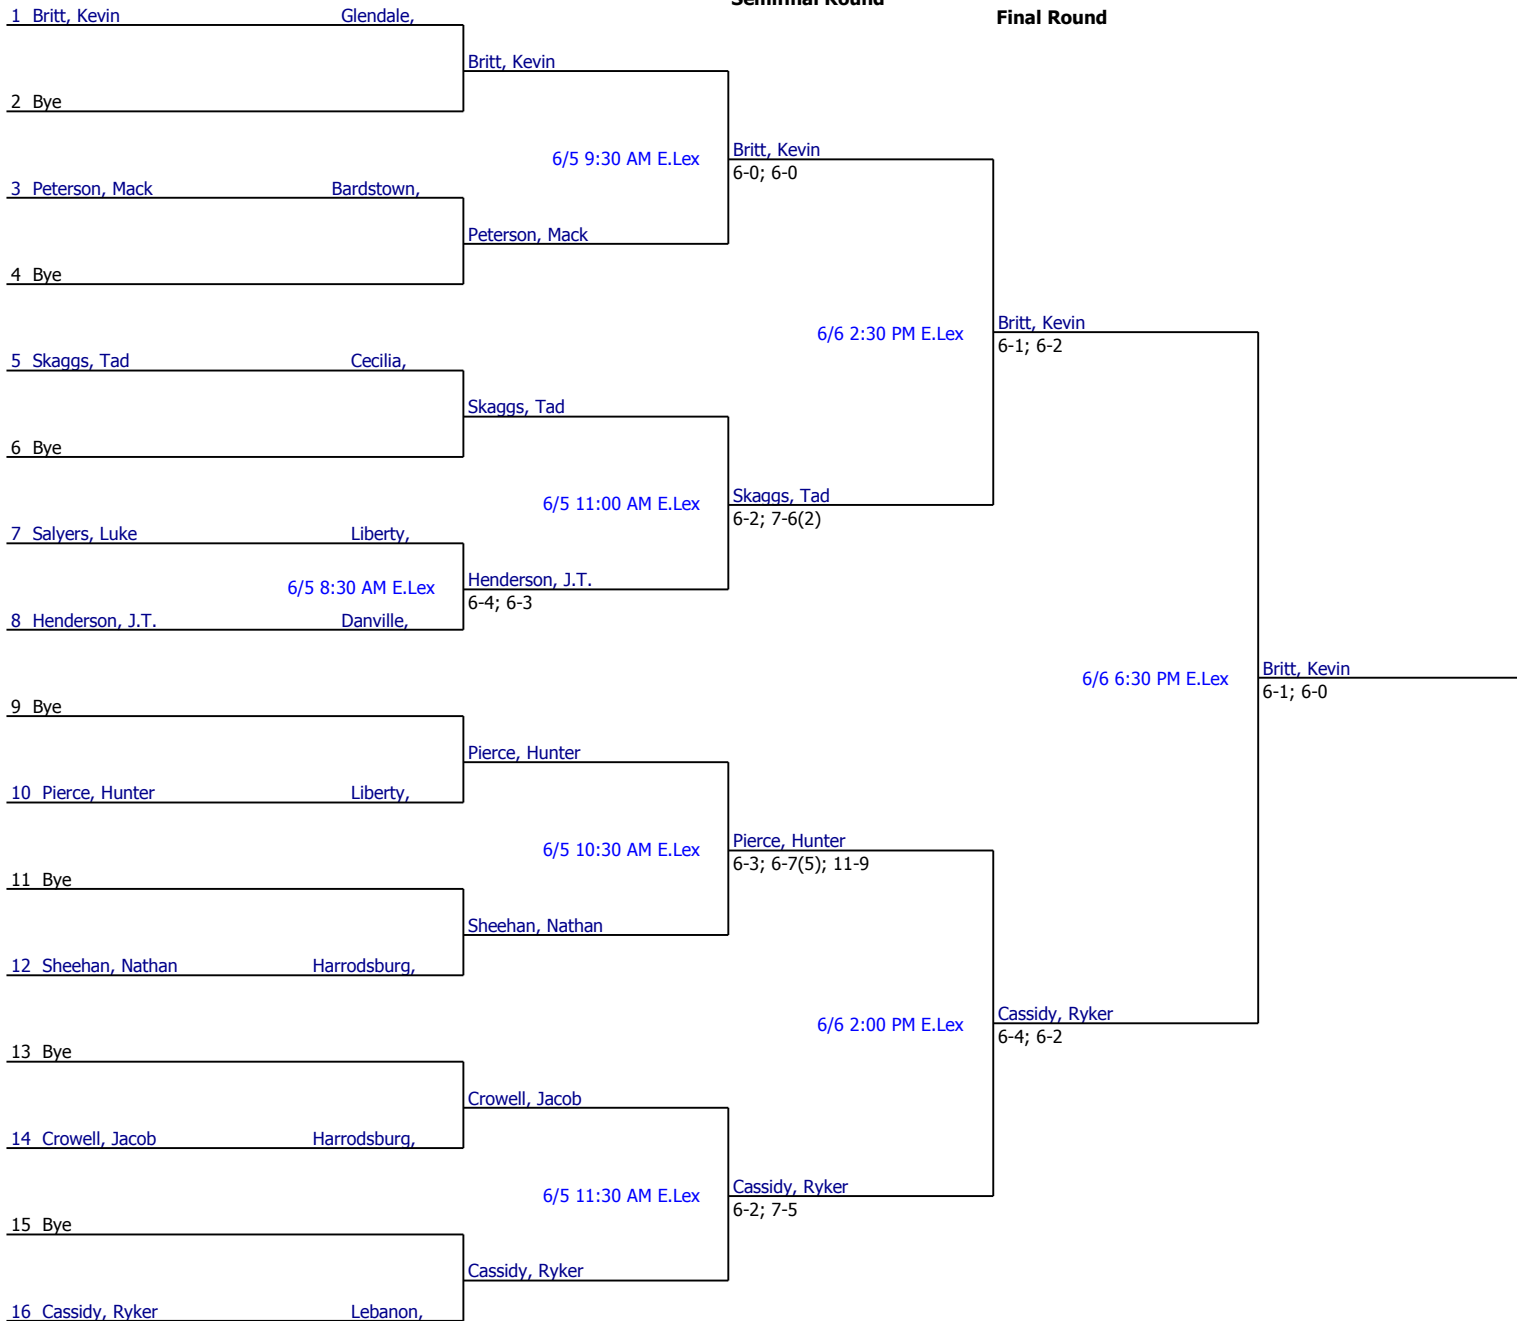 Semifinal Round
Final Round
1 Britt, Kevin Glendale,
Britt, Kevin
2 Bye
6/5 9:30 AM E.Lex
Britt, Kevin
6-0; 6-0
3 Peterson, Mack Bardstown,
Peterson, Mack
4 Bye
6/6 2:30 PM E.Lex
Britt, Kevin
6-1; 6-2
5 Skaggs, Tad Cecilia,
Skaggs, Tad
6 Bye
6/5 11:00 AM E.Lex
Skaggs, Tad
6-2; 7-6(2)
7 Salyers, Luke Liberty,
6/5 8:30 AM E.Lex
Henderson, J.T.
6-4; 6-3
8 Henderson, J.T. Danville,
6/6 6:30 PM E.Lex
Britt, Kevin
6-1; 6-0
9 Bye
Pierce, Hunter
10 Pierce, Hunter Liberty,
6/5 10:30 AM E.Lex
Pierce, Hunter
6-3; 6-7(5); 11-9
11 Bye
Sheehan, Nathan
12 Sheehan, Nathan Harrodsburg,
6/6 2:00 PM E.Lex
Cassidy, Ryker
6-4; 6-2
13 Bye
Crowell, Jacob
14 Crowell, Jacob Harrodsburg,
6/5 11:30 AM E.Lex
Cassidy, Ryker
6-2; 7-5
15 Bye
Cassidy, Ryker
16 Cassidy, Ryker Lebanon,